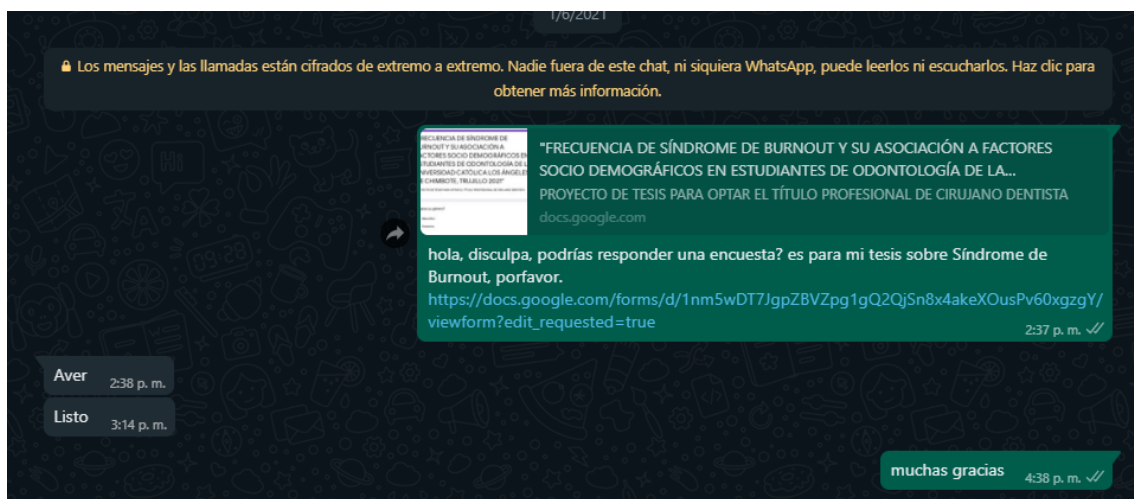 1/6/2021
Los mensajes y las llamadas están cifrados de extremo a extremo. Nadie fuera de este chat, ni siquiera WhatsApp, puede leerlos ni escucharlos. Haz clic para
obtener más información.
"FRECUENCIA DE SÍNDROME DE BURNOUT Y SU ASOCIACIÓN A FACTORES
SOCIO DEMOGRÁFICOS EN ESTUDIANTES DE ODONTOLOGÍA DE LA...
PROYECTO DE TESIS PARA OPTAR EL TÍTULO PROFESIONAL DE CIRUJANO DENTISTA
docs.google.com
hola, disculpa, podrías responder una encuesta? es para mi tesis sobre Síndrome de
Burnout, porfavor.
https://docs.google.com/forms/d/1nm5wDT7JgpZBVZpg1gQ2QjSn8x4akeXOusPv60xgzgY/
viewform?edit_requested=true
2:37 p. m.
Aver 2:38 p. m.
Listo 3:14 p. m.
muchas gracias 4:38 p. m.